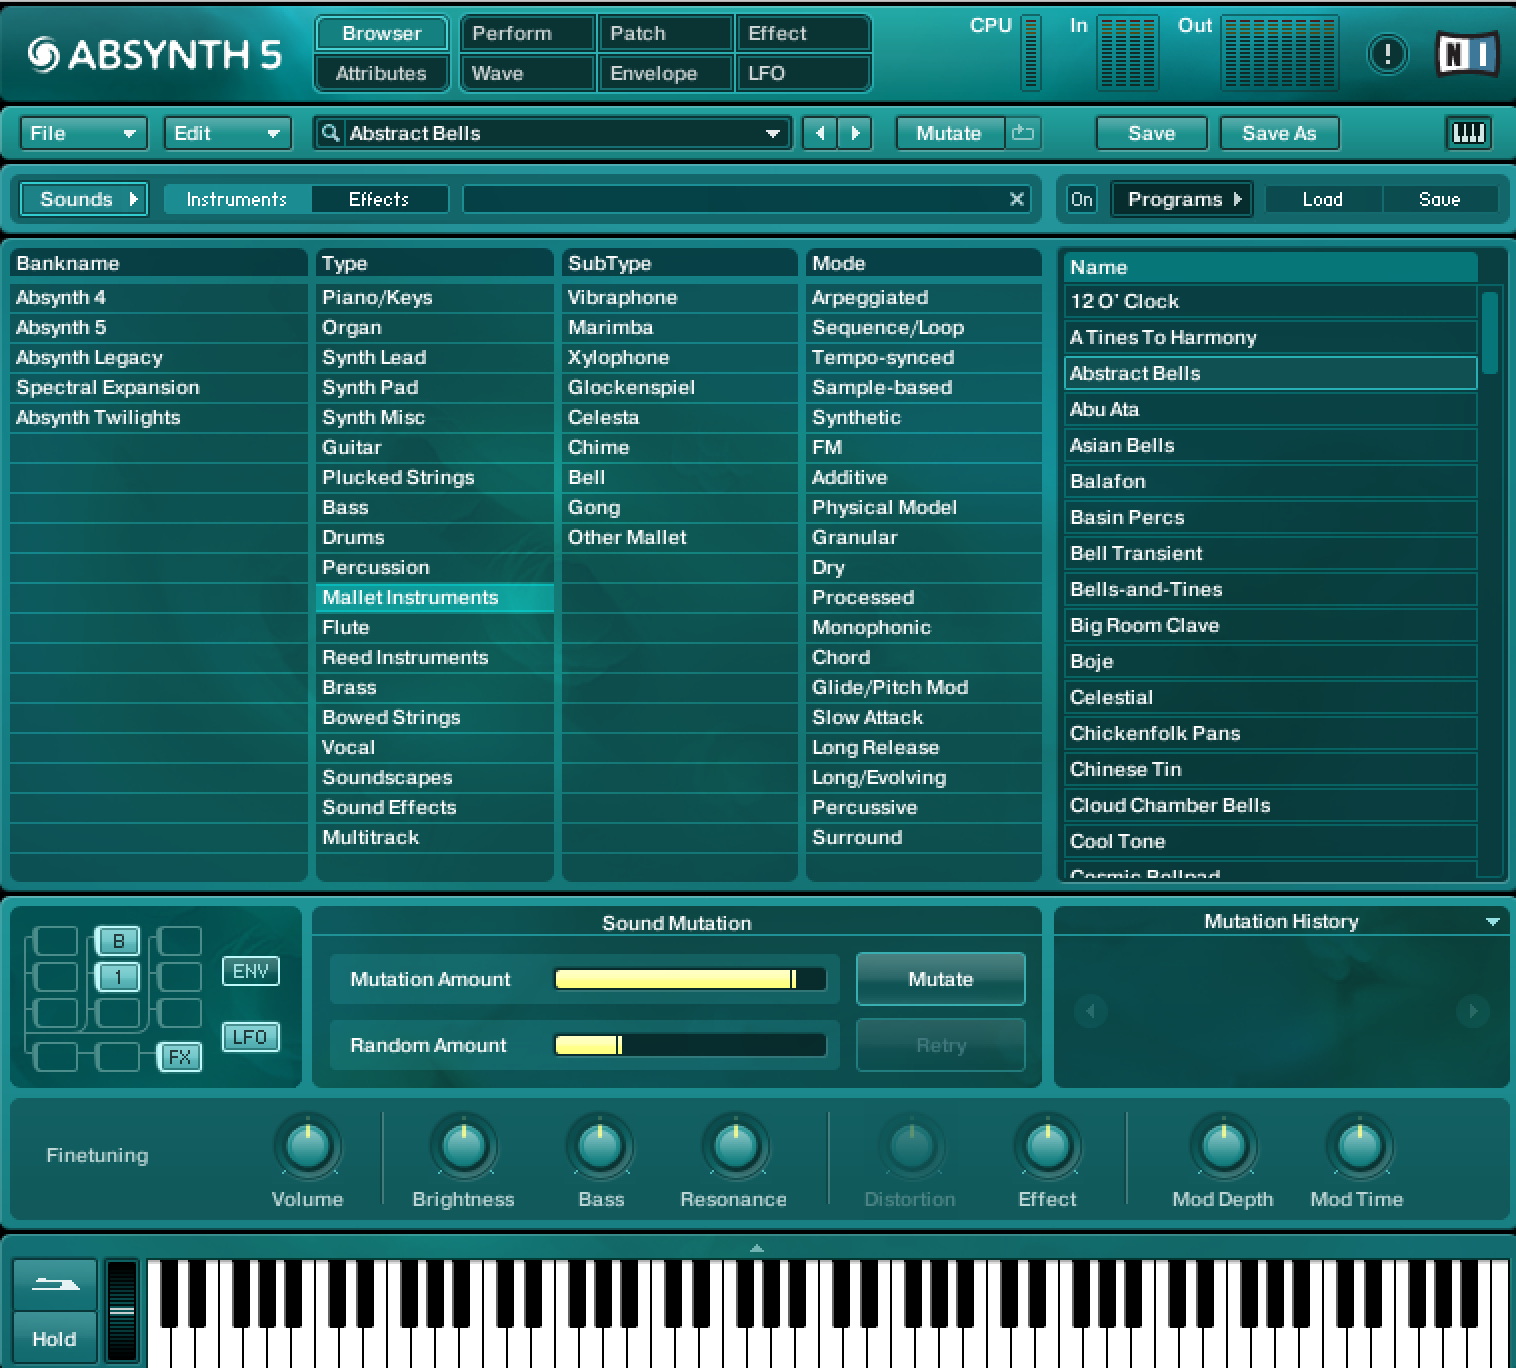 ABSYNTH 5
Browser
Attributes
Perform
Patch
Effect
Wave
Envelope
LFO
CPU
In
Out
!
NI
File
Edit
Abstract Bells
Mutate
Save
Save As
Sounds
Instruments
Effects
On
Programs
Load
Save
Bankname
Absynth 4
Absynth 5
Absynth Legacy
Spectral Expansion
Absynth Twilights
Type
Piano/Keys
Organ
Synth Lead
Synth Pad
Synth Misc
Guitar
Plucked Strings
Bass
Drums
Percussion
Mallet Instruments
Flute
Reed Instruments
Brass
Bowed Strings
Vocal
Soundscapes
Sound Effects
Multitrack
SubType
Vibraphone
Marimba
Xylophone
Glockenspiel
Celesta
Chime
Bell
Gong
Other Mallet
Mode
Arpeggiated
Sequence/Loop
Tempo-synced
Sample-based
Synthetic
FM
Additive
Physical Model
Granular
Dry
Processed
Monophonic
Chord
Glide/Pitch Mod
Slow Attack
Long Release
Long/Evolving
Percussive
Surround
Name
12 O' Clock
A Tines To Harmony
Abstract Bells
Abu Ata
Asian Bells
Balafon
Basin Percs
Bell Transient
Bells-and-Tines
Big Room Clave
Boje
Celestial
Chickenfolk Pans
Chinese Tin
Cloud Chamber Bells
Cool Tone
Cosmic Bellpad
B
1
FX
ENV
LFO
Sound Mutation
Mutation Amount
Mutate
Random Amount
Retry
Mutation History
Finetuning
Volume
Brightness
Bass
Resonance
Distortion
Effect
Mod Depth
Mod Time
Hold